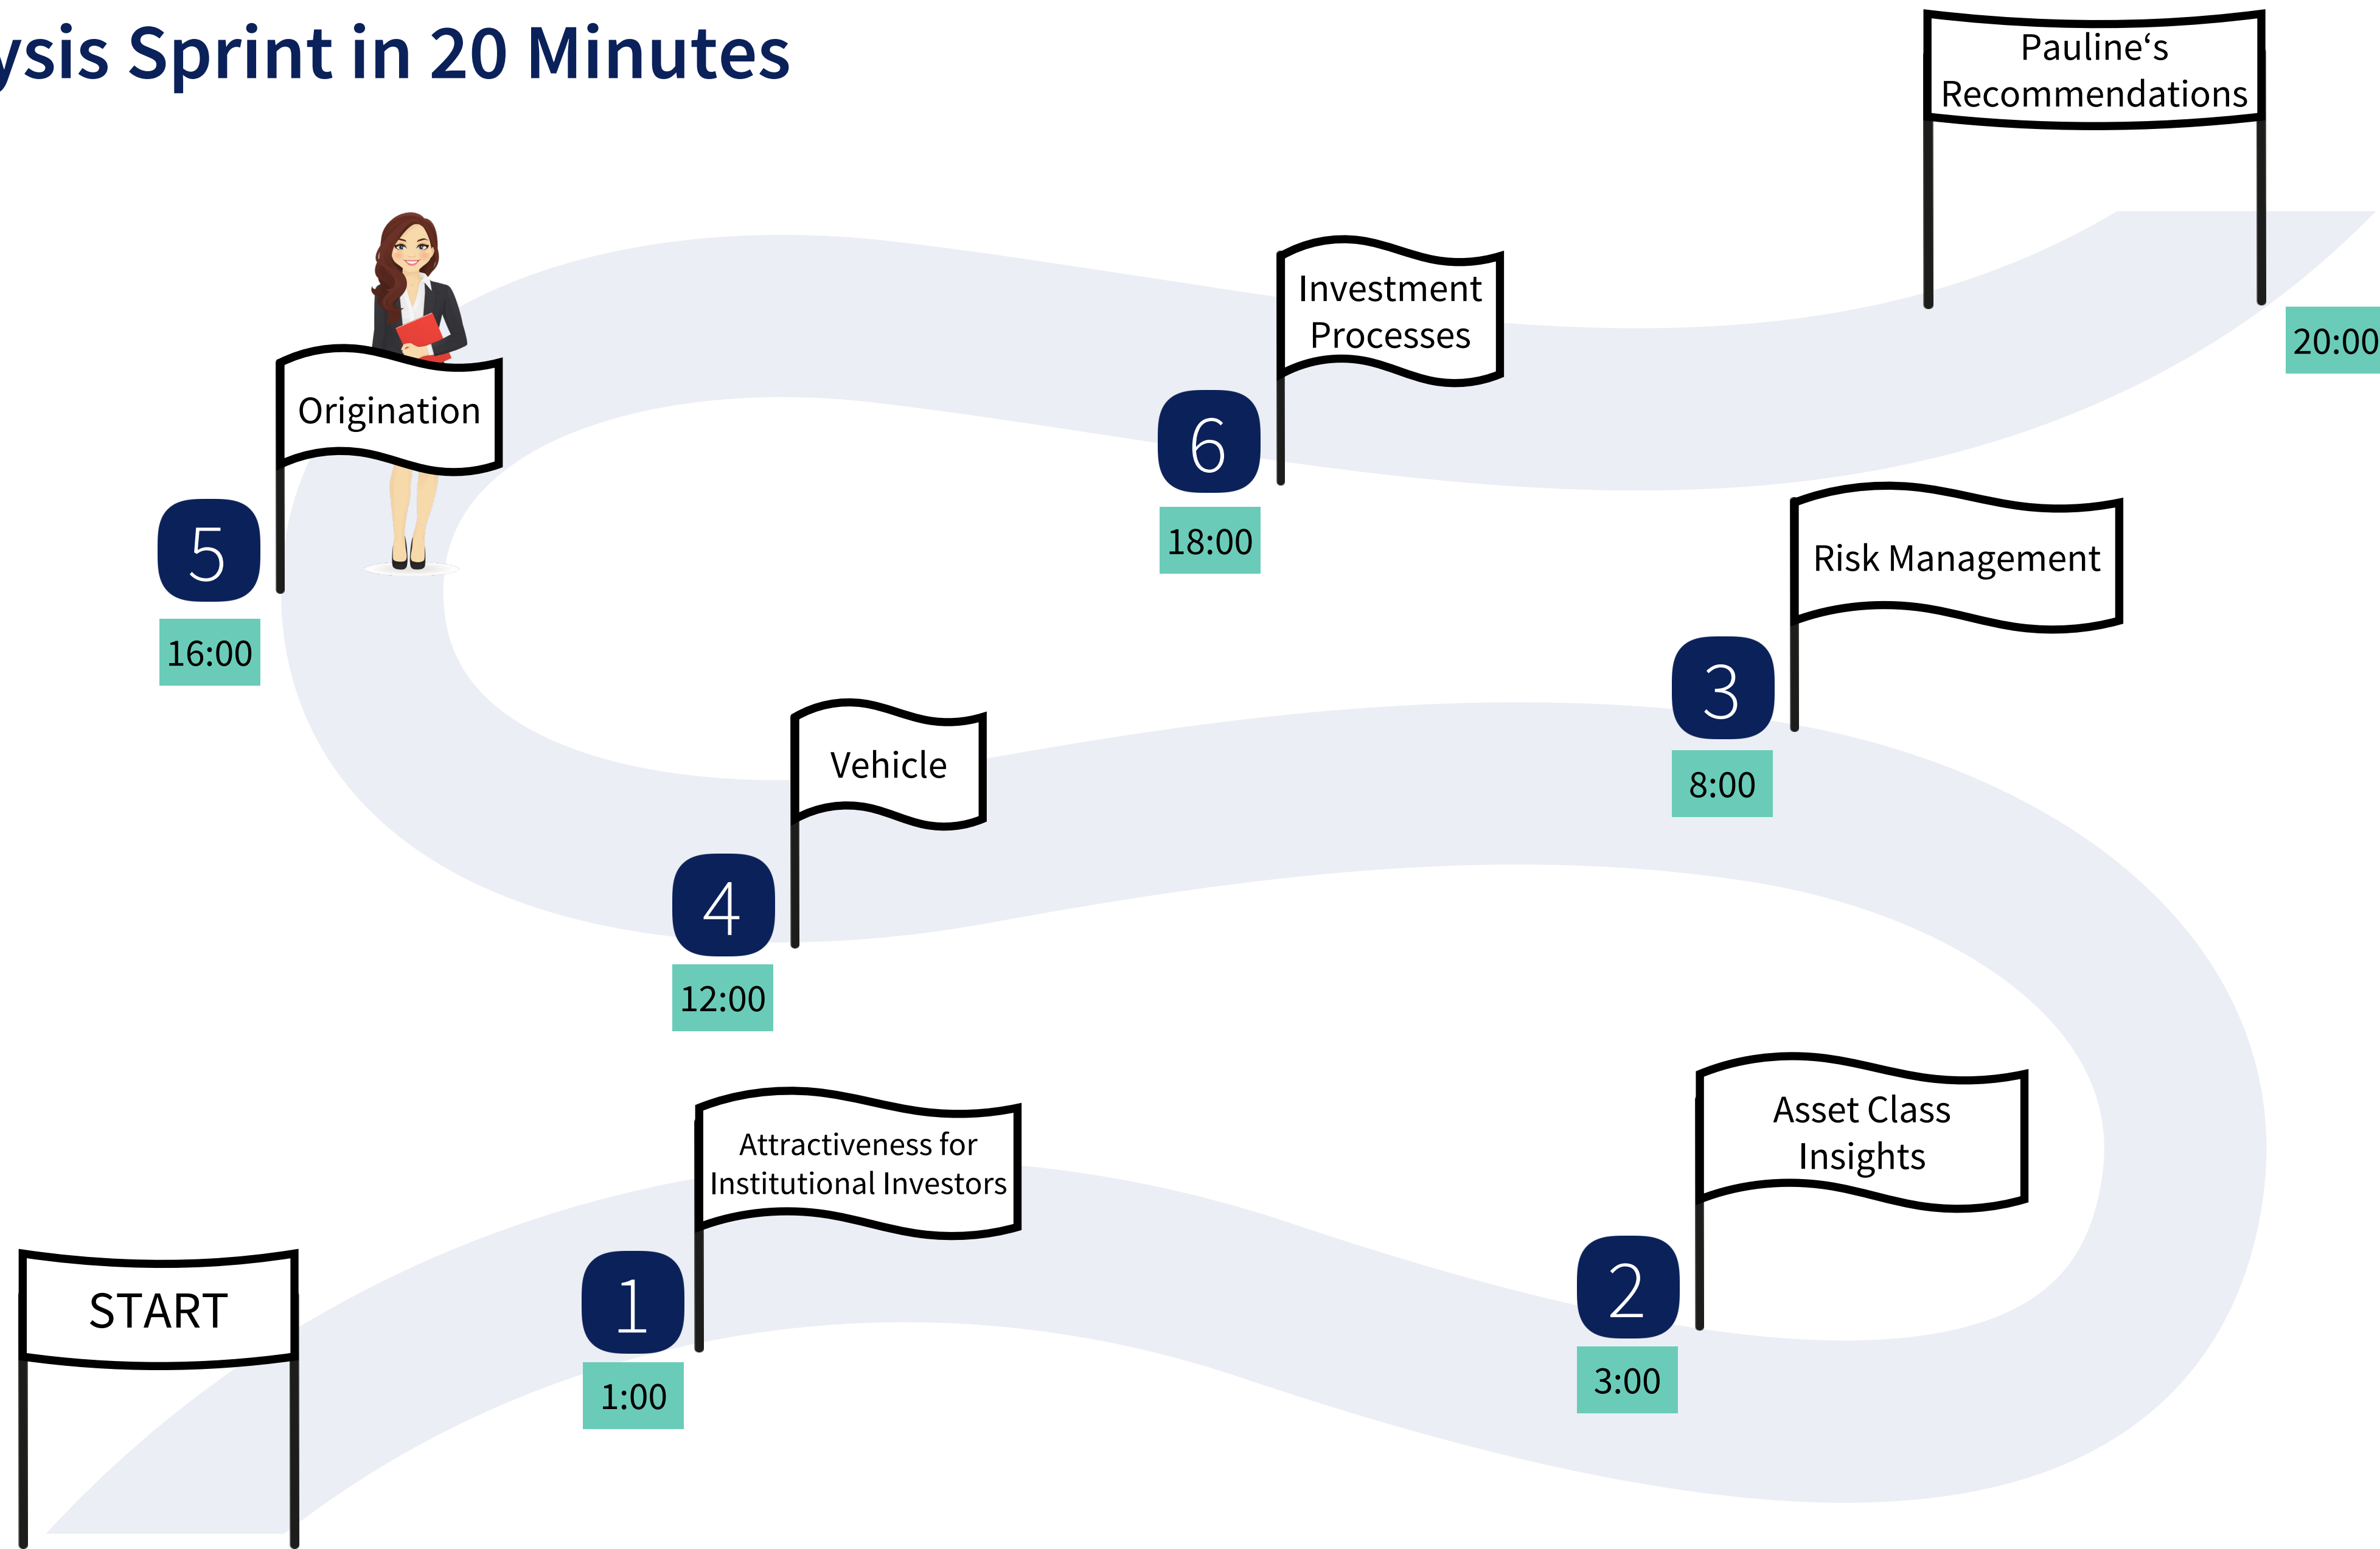 ysis Sprint in 20 Minutes
Pauline‘s
Recommendations
20:00
Investment
Processes
6
18:00
Origination
5
16:00
Risk Management
3
8:00
Vehicle
4
12:00
Asset Class
Insights
2
3:00
Attractiveness for
Institutional Investors
1
1:00
START